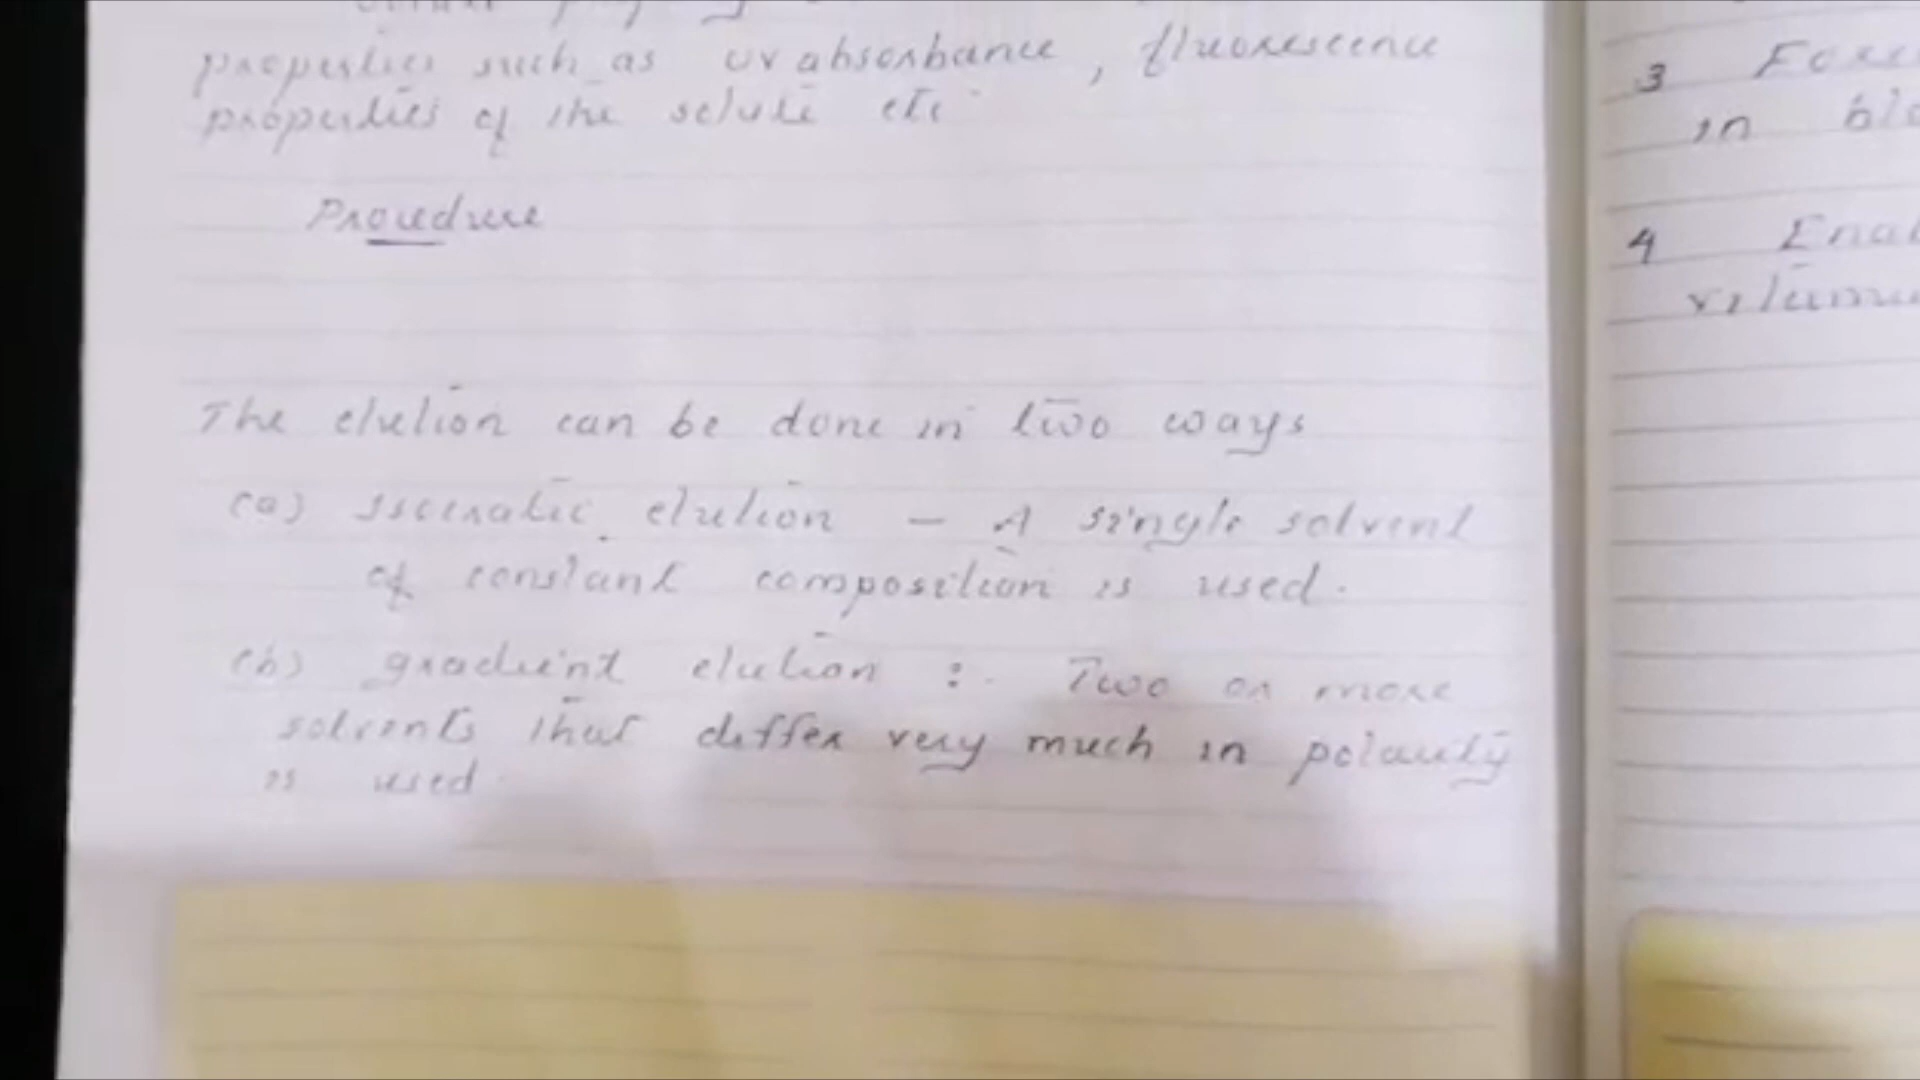 properties such as uv absorbance, fluorescence
properties of the solute etc
Procedure
The elution can be done in two ways
(a) Isocratic elution - A single solvent
of constant composition is used.
(b) gradient elution :- Two or more
solvents that differ very much in polarity
is used
3
in
4